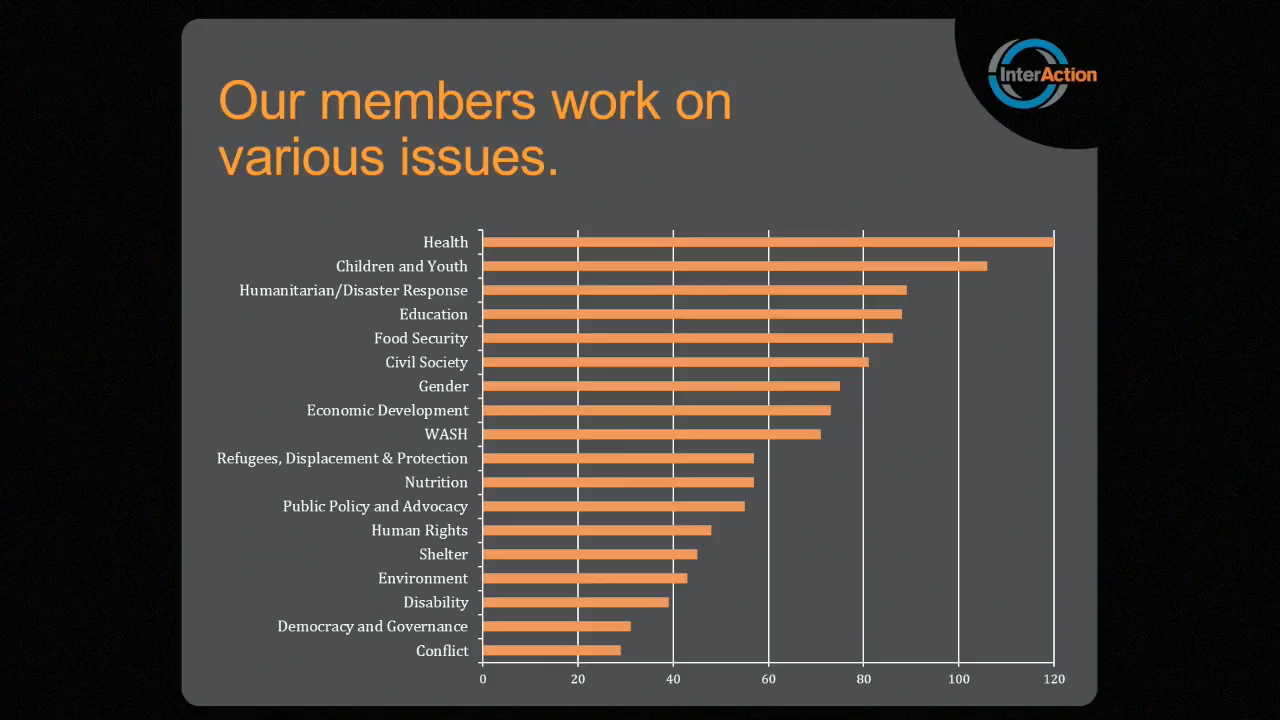 InterAction
Our members work on
various issues.
Health
Children and Youth
Humanitarian/Disaster Response
Education
Food Security
Civil Society
Gender
Economic Development
WASH
Refugees, Displacement & Protection
Nutrition
Public Policy and Advocacy
Human Rights
Shelter
Environment
Disability
Democracy and Governance
Conflict
0 20 40 60 80 100 120